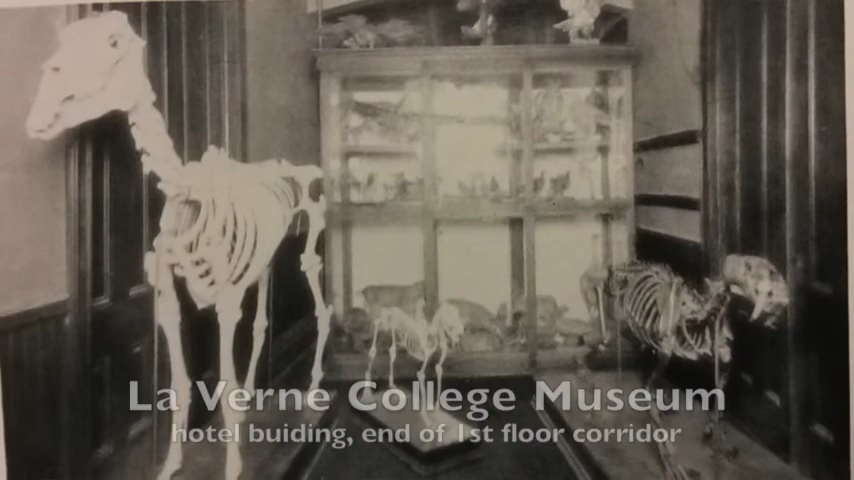 La Verne College Museum
hotel buiding, end of 1st floor corridor